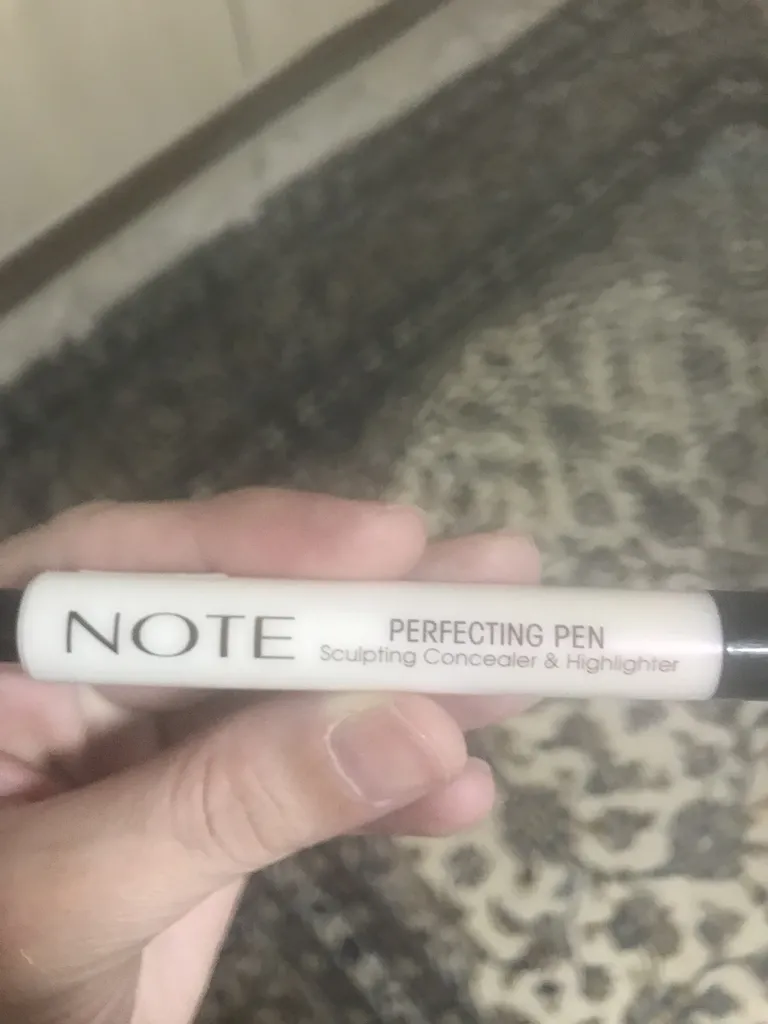 NOTE
PERFECTING PEN
Sculpting Concealer & Highlighter